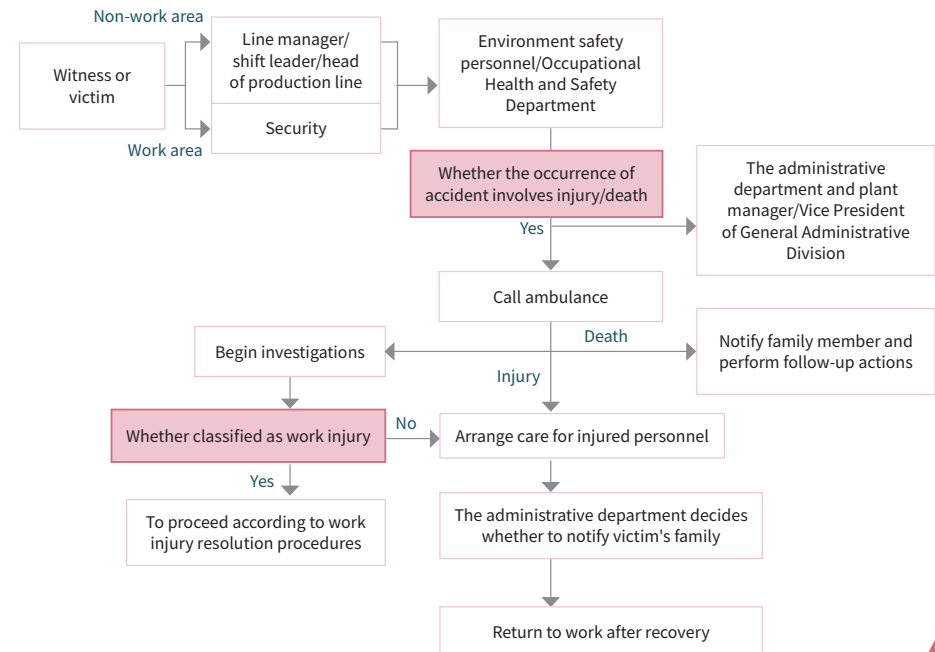 Non-work area
Witness or
victim
Work area
Line manager/
shift leader/head
of production line
Security
Environment safety
personnel/Occupational
Health and Safety
Department
Whether the occurrence of
accident involves injury/death
Yes
The administrative
department and plant
manager/Vice President
of General Administrative
Division
Call ambulance
Death
Notify family member and
perform follow-up actions
Begin investigations
Injury
Whether classified as work injury
No
Arrange care for injured personnel
Yes
To proceed according to work
injury resolution procedures
The administrative department decides
whether to notify victim's family
Return to work after recovery